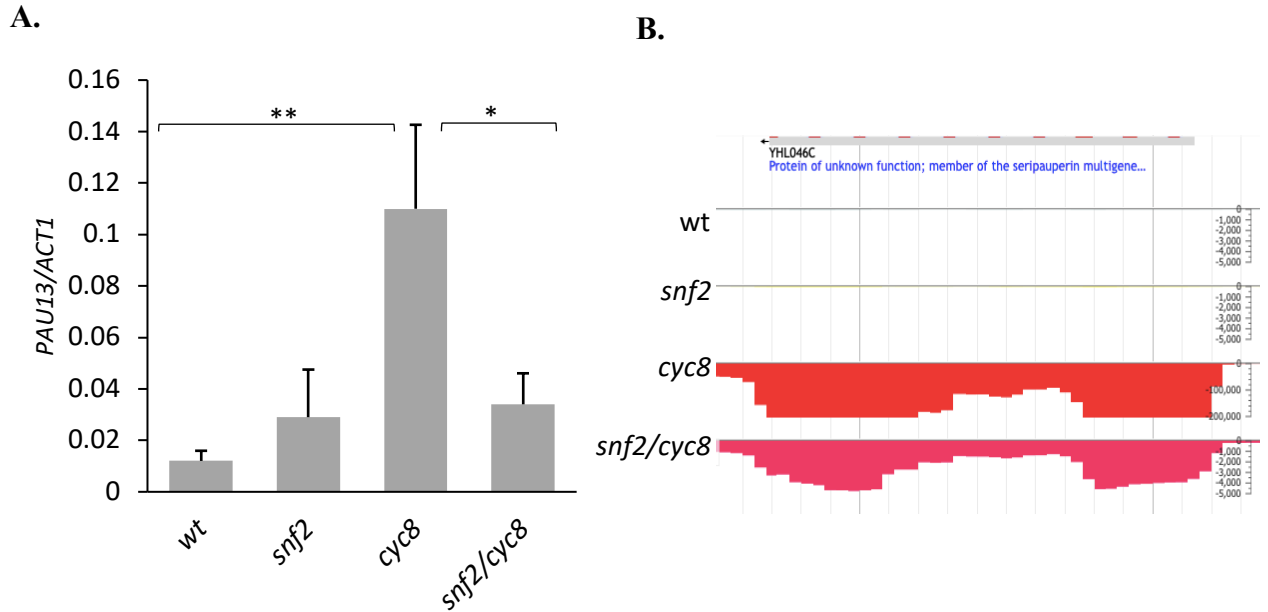 A.
B.
0.16
0.14
0.12
0.1
0.08
0.06
0.04
0.02
0
PAU13/ACT1
**
*
wt
snf2
cyc8
snf2/cyc8
YHL046C
Protein of unknown function; member of the seripauperin multigene...
wt
0
-1,000
-2,000
-3,000
-4,000
-5,000
snf2
0
-1,000
-2,000
-3,000
-4,000
-5,000
cyc8
0
-100,000
-200,000
snf2/cyc8
0
-1,000
-2,000
-3,000
-4,000
-5,000